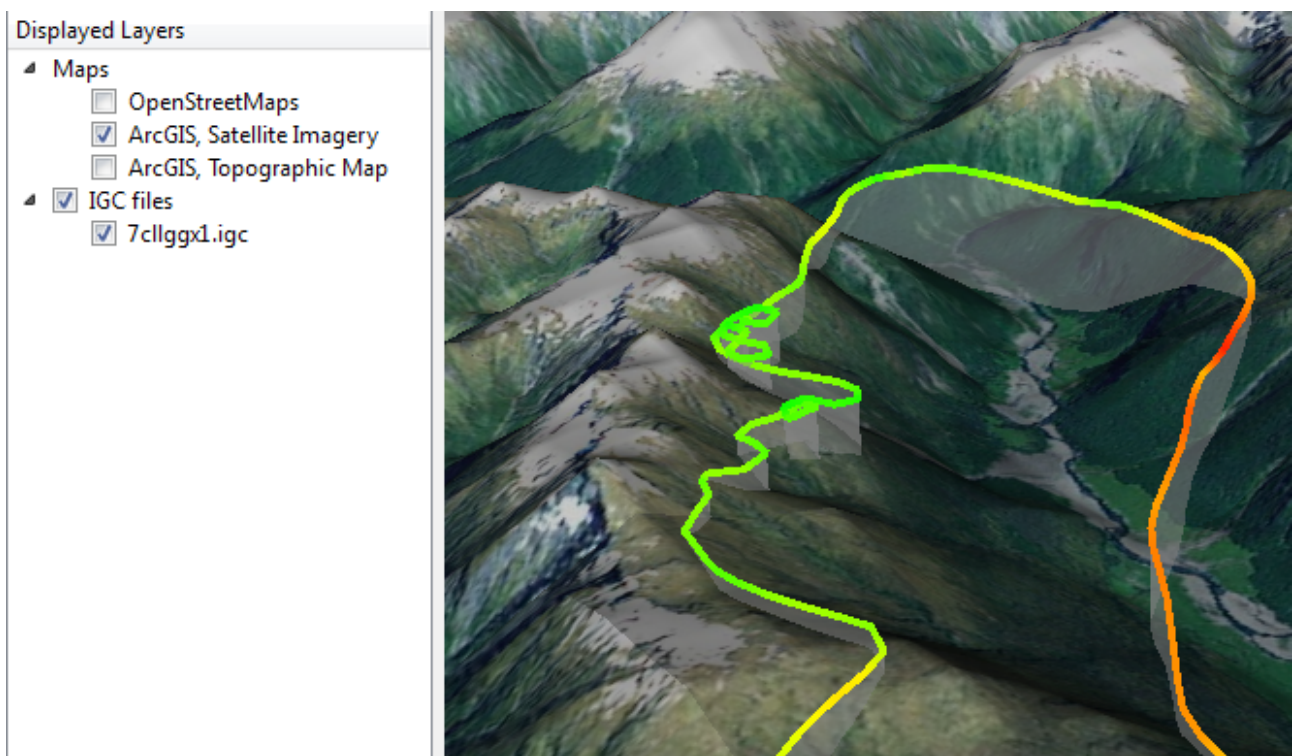 Displayed Layers
Maps
OpenStreetMaps
ArcGIS, Satellite Imagery
ArcGIS, Topographic Map
IGC files
7cllggx1.igc